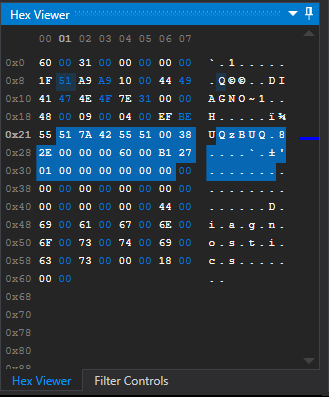 Hex Viewer
00 01 02 03 04 05 06 07
0x0 60 00 31 00 00 00 00 00 `.1.....
0x8 1F 51 A9 A9 10 00 44 49 .Q©©..DI
0x10 41 47 4E 4F 7E 31 00 00 AGNO~1..
0x18 48 00 09 00 04 00 EF BE H.....ï¾
0x21 55 51 7A 42 55 51 00 38 UQzBUQ.8
0x28 2E 00 00 00 60 00 B1 27 ....`.±'
0x30 01 00 00 00 00 00 00 00 ........
0x38 00 00 00 00 00 00 00 00 ........
0x40 00 00 00 00 00 00 44 00 ......D.
0x48 69 00 61 00 67 00 6E 00 i.a.g.n.
0x50 6F 00 73 00 74 00 69 00 o.s.t.i.
0x58 63 00 73 00 00 00 18 00 c.s.....
0x60 00 00 ..
0x68
0x70
0x78
0x80
0x88
Hex Viewer Filter Controls